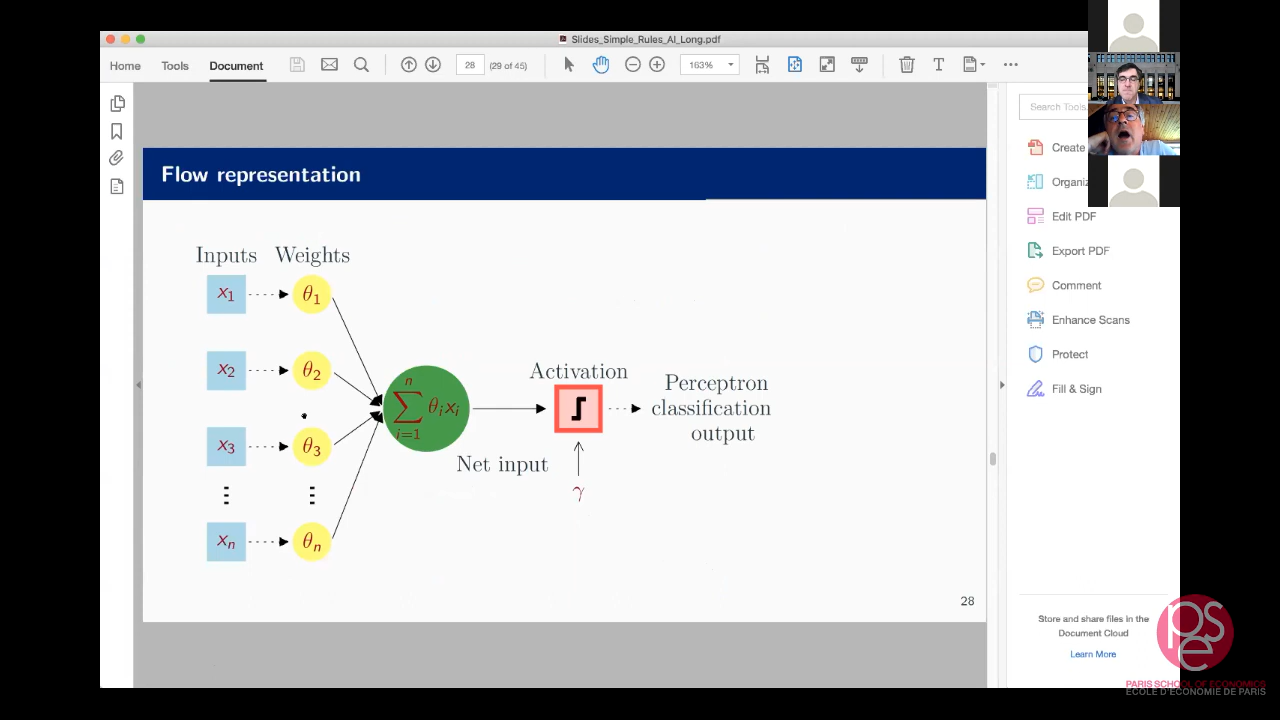 Slides_Simple_Rules_AI_Long.pdf
Home Tools Document 28 (29 of 45) 163%
Search Tools
Create
Organiz
Edit PDF
Export PDF
Comment
Enhance Scans
Protect
Fill & Sign
Store and share files in the
Document Cloud
Learn More
Flow representation
Inputs Weights
x1 θ1
x2 θ2
x3 θ3
⋮ ⋮
xn θn
n
∑ θixi
i=1
Net input
Activation
γ
Perceptron
classification
output
28
pse
PARIS SCHOOL OF ECONOMICS
ECOLE D'ECONOMIE DE PARIS